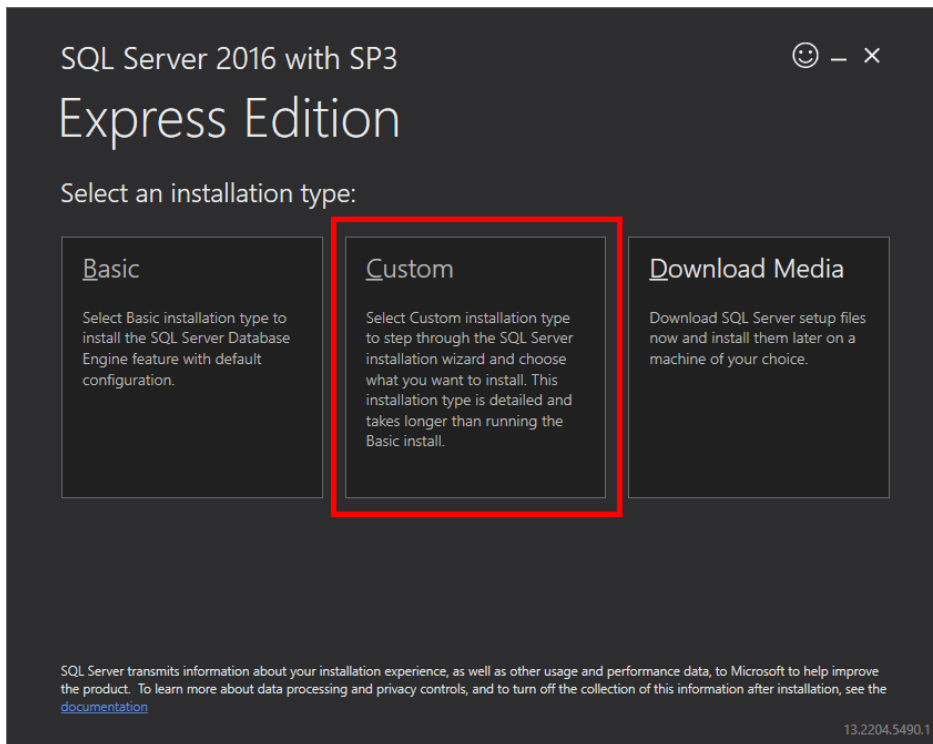 SQL Server 2016 with SP3
Express Edition
Select an installation type:
Basic
Select Basic installation type to
install the SQL Server Database
Engine feature with default
configuration.
Custom
Select Custom installation type
to step through the SQL Server
installation wizard and choose
what you want to install. This
installation type is detailed and
takes longer than running the
Basic install.
Download Media
Download SQL Server setup files
now and install them later on a
machine of your choice.
SQL Server transmits information about your installation experience, as well as other usage and performance data, to Microsoft to help improve
the product. To learn more about data processing and privacy controls, and to turn off the collection of this information after installation, see the
documentation
13.2204.5490.1